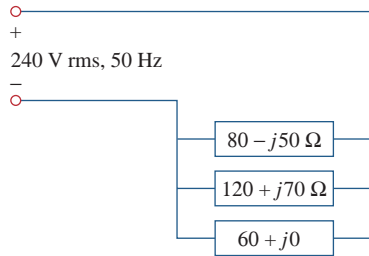 +
240 V rms, 50 Hz
−
80 − j50 Ω
120 + j70 Ω
60 + j0